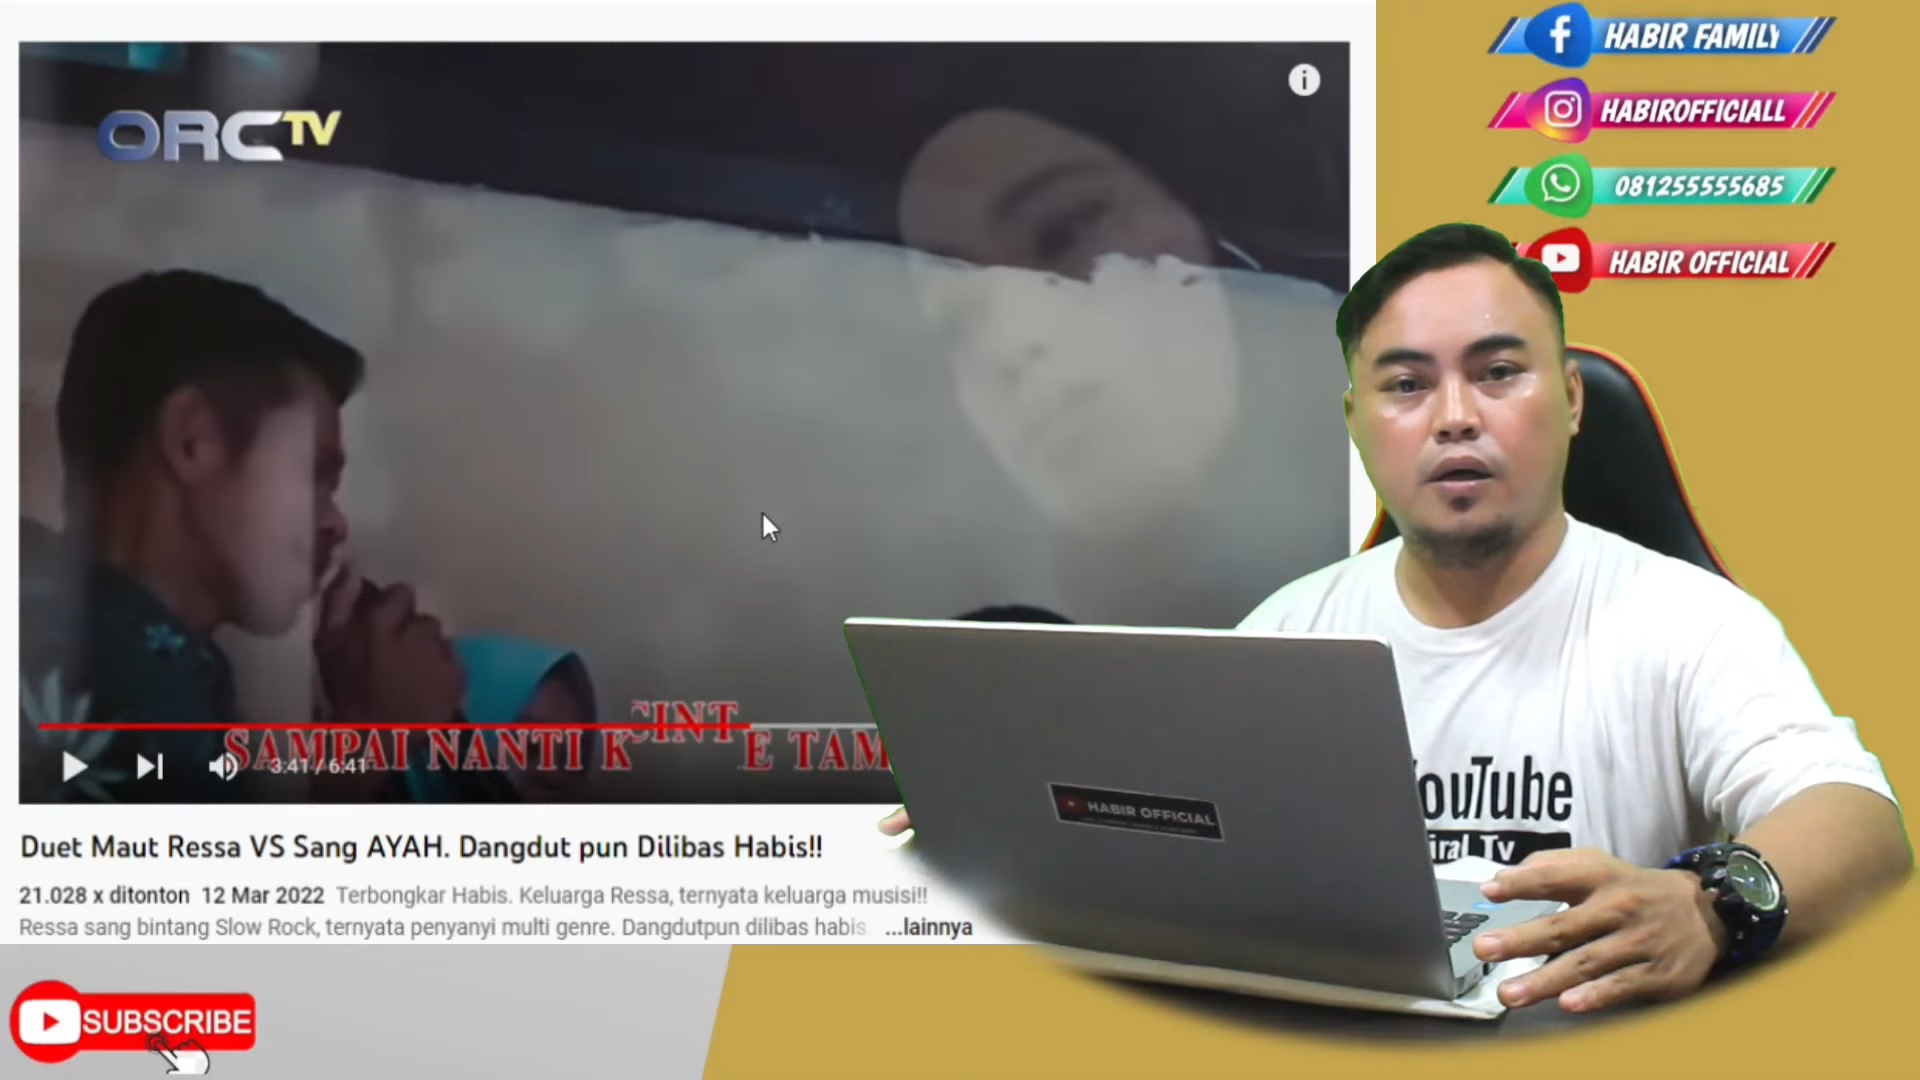 ORCTV
HABIR FAMILY
HABIROFFICIALL
081255555685
HABIR OFFICIAL
CINT
SAMPAI NANTI K E TAM
3:41 / 6:41
HABIR OFFICIAL
YouTube
iral Tv
Duet Maut Ressa VS Sang AYAH. Dangdut pun Dilibas Habis!!
21.028 x ditonton 12 Mar 2022 Terbongkar Habis. Keluarga Ressa, ternyata keluarga musisi!!
Ressa sang bintang Slow Rock, ternyata penyanyi multi genre. Dangdutpun dilibas habis. ...lainnya
SUBSCRIBE